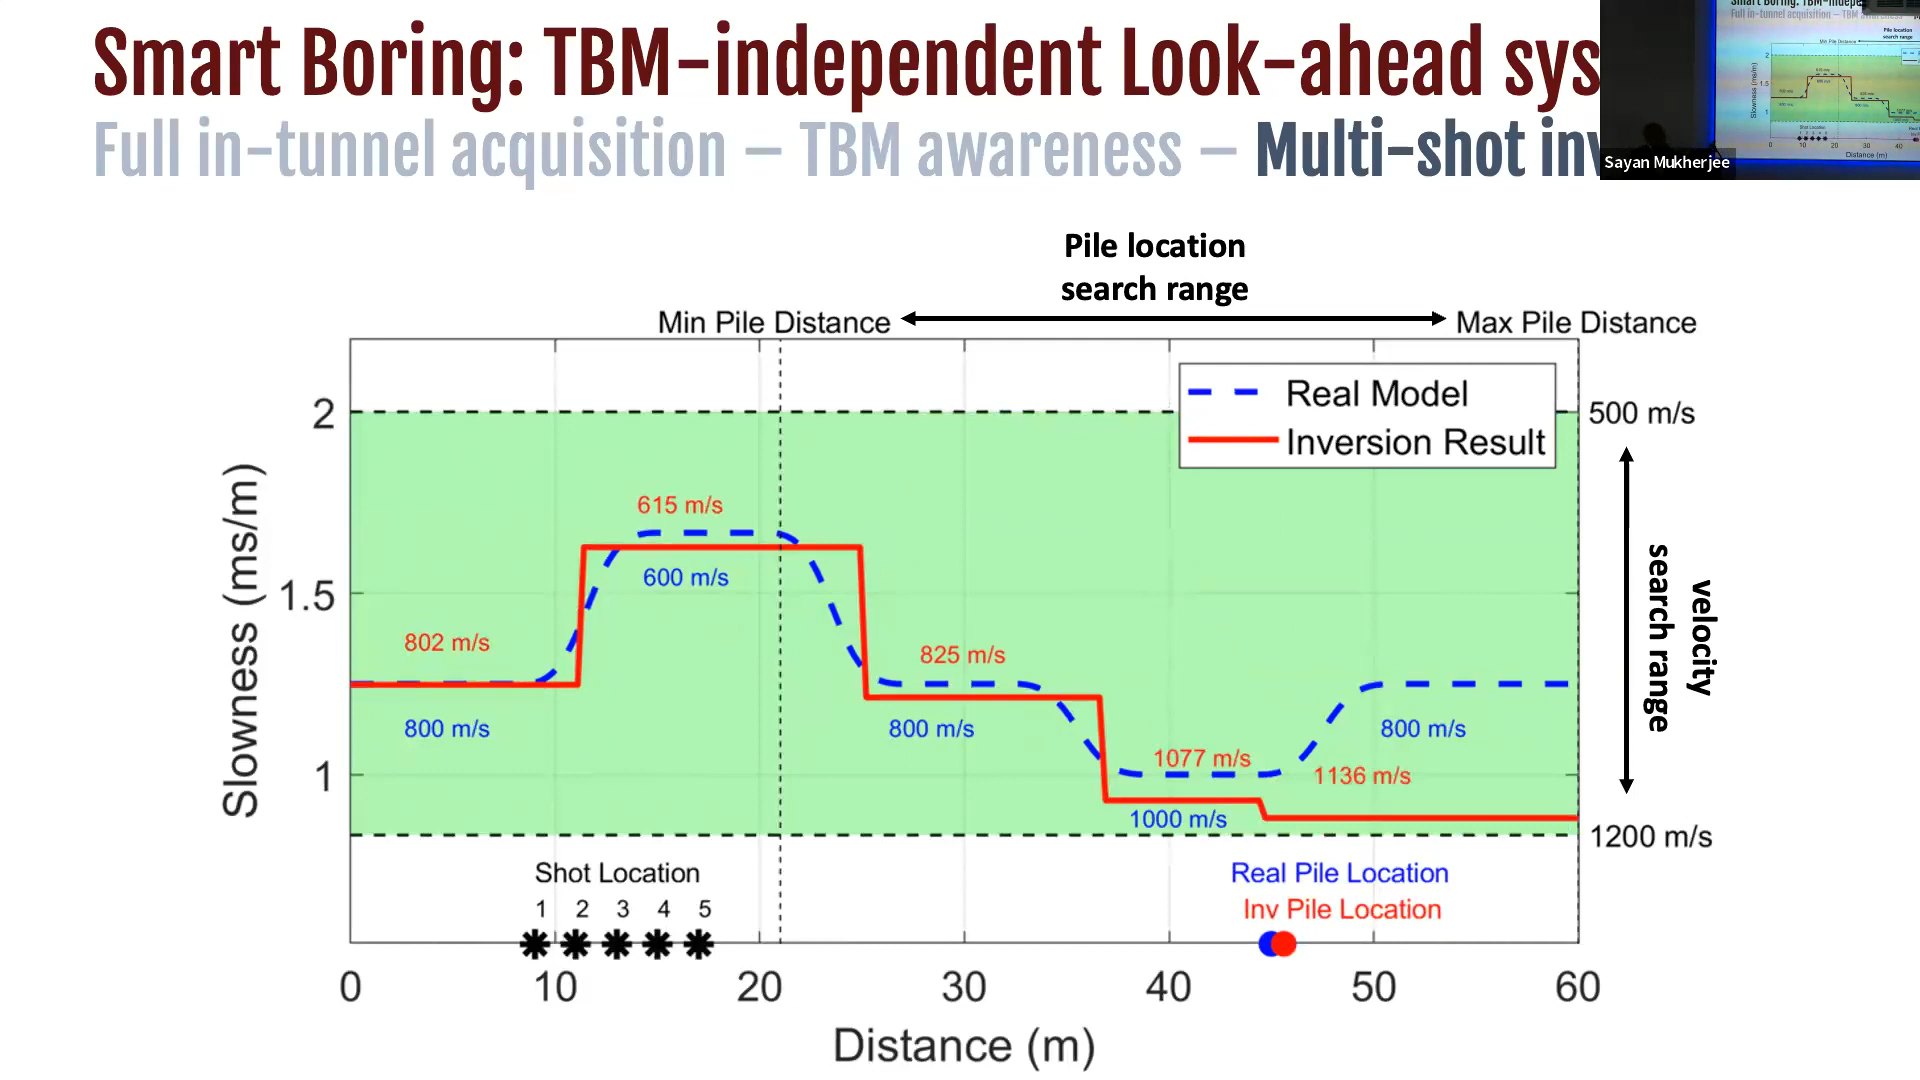 Smart Boring: TBM-independent Look-ahead sys
Full in-tunnel acquisition – TBM awareness – Multi-shot inv
Sayan Mukherjee
Pile location
search range
Min Pile Distance
Max Pile Distance
Real Model
Inversion Result
2
1.5
1
Slowness (ms/m)
500 m/s
1200 m/s
velocity
search range
615 m/s
600 m/s
802 m/s
800 m/s
825 m/s
800 m/s
1077 m/s
1000 m/s
1136 m/s
800 m/s
Shot Location
1 2 3 4 5
Real Pile Location
Inv Pile Location
0 10 20 30 40 50 60
Distance (m)